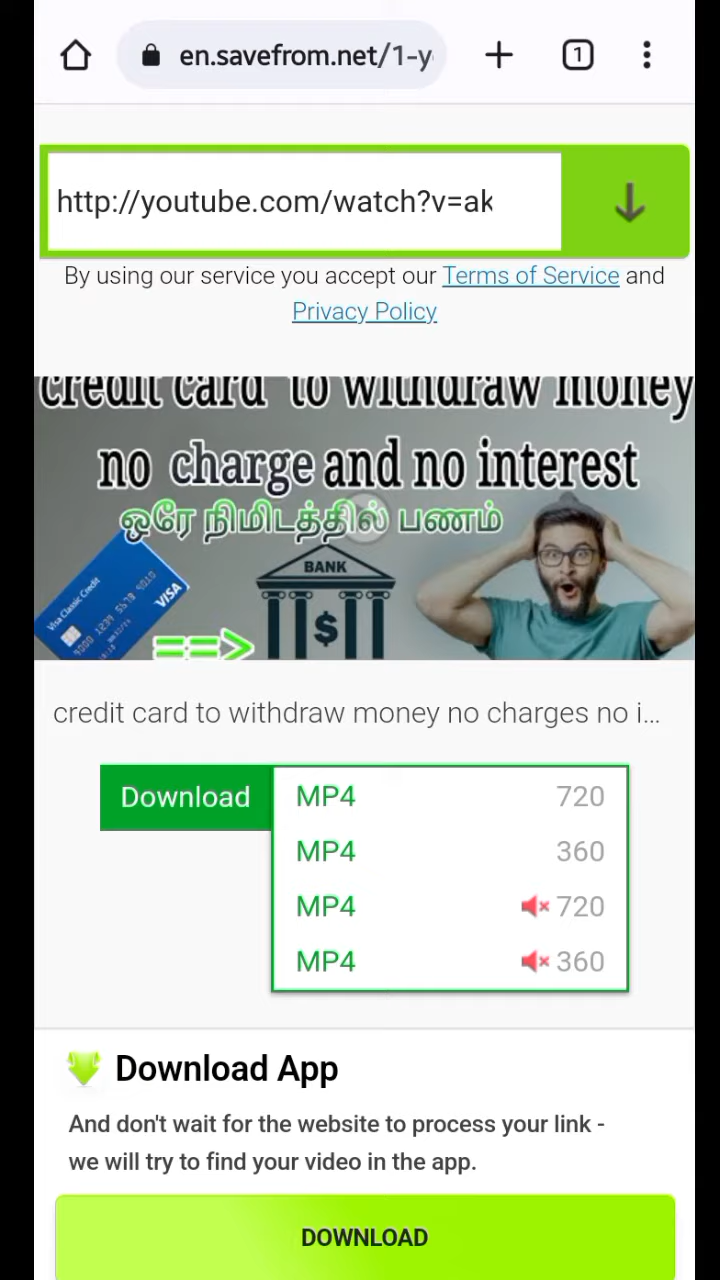 en.savefrom.net/1-y
1
http://youtube.com/watch?v=ak
By using our service you accept our Terms of Service and
Privacy Policy
credit card to withdraw money
no charge and no interest
ஒரே நிமிடத்தில் பணம்
BANK
$
Visa Classic Credit
VISA
==>
credit card to withdraw money no charges no i...
Download
MP4 720
MP4 360
MP4 720
MP4 360
Download App
And don't wait for the website to process your link -
we will try to find your video in the app.
DOWNLOAD